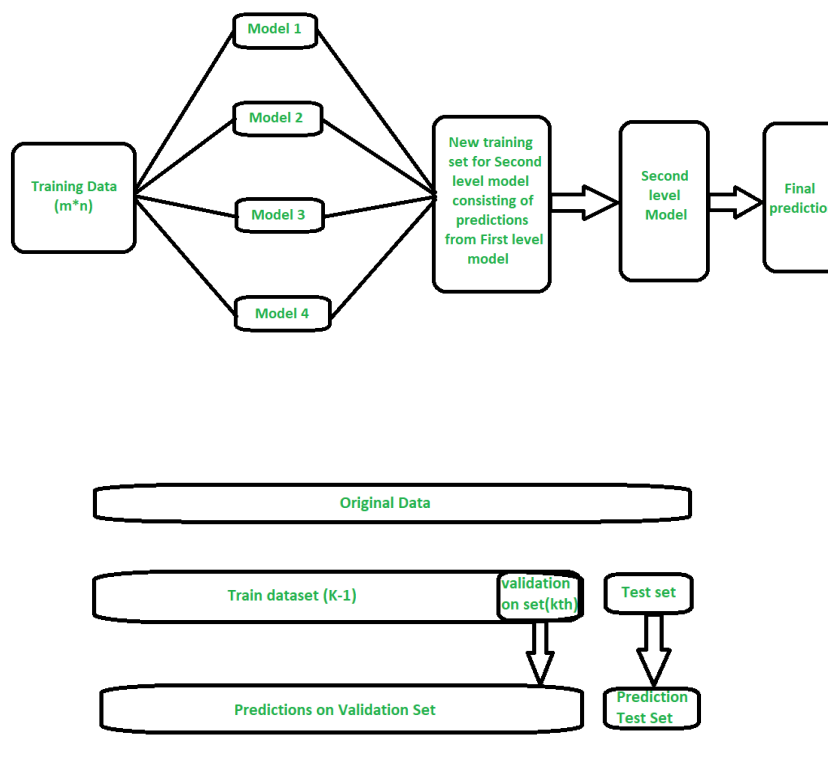 Model 1
Model 2
Training Data
(m*n)
Model 3
Model 4
New training
set for Second
level model
consisting of
predictions
from First level
model
Second
level
Model
Final
predictio
Original Data
Train dataset (K-1)
validation
on set(kth)
Test set
Predictions on Validation Set
Prediction
Test Set